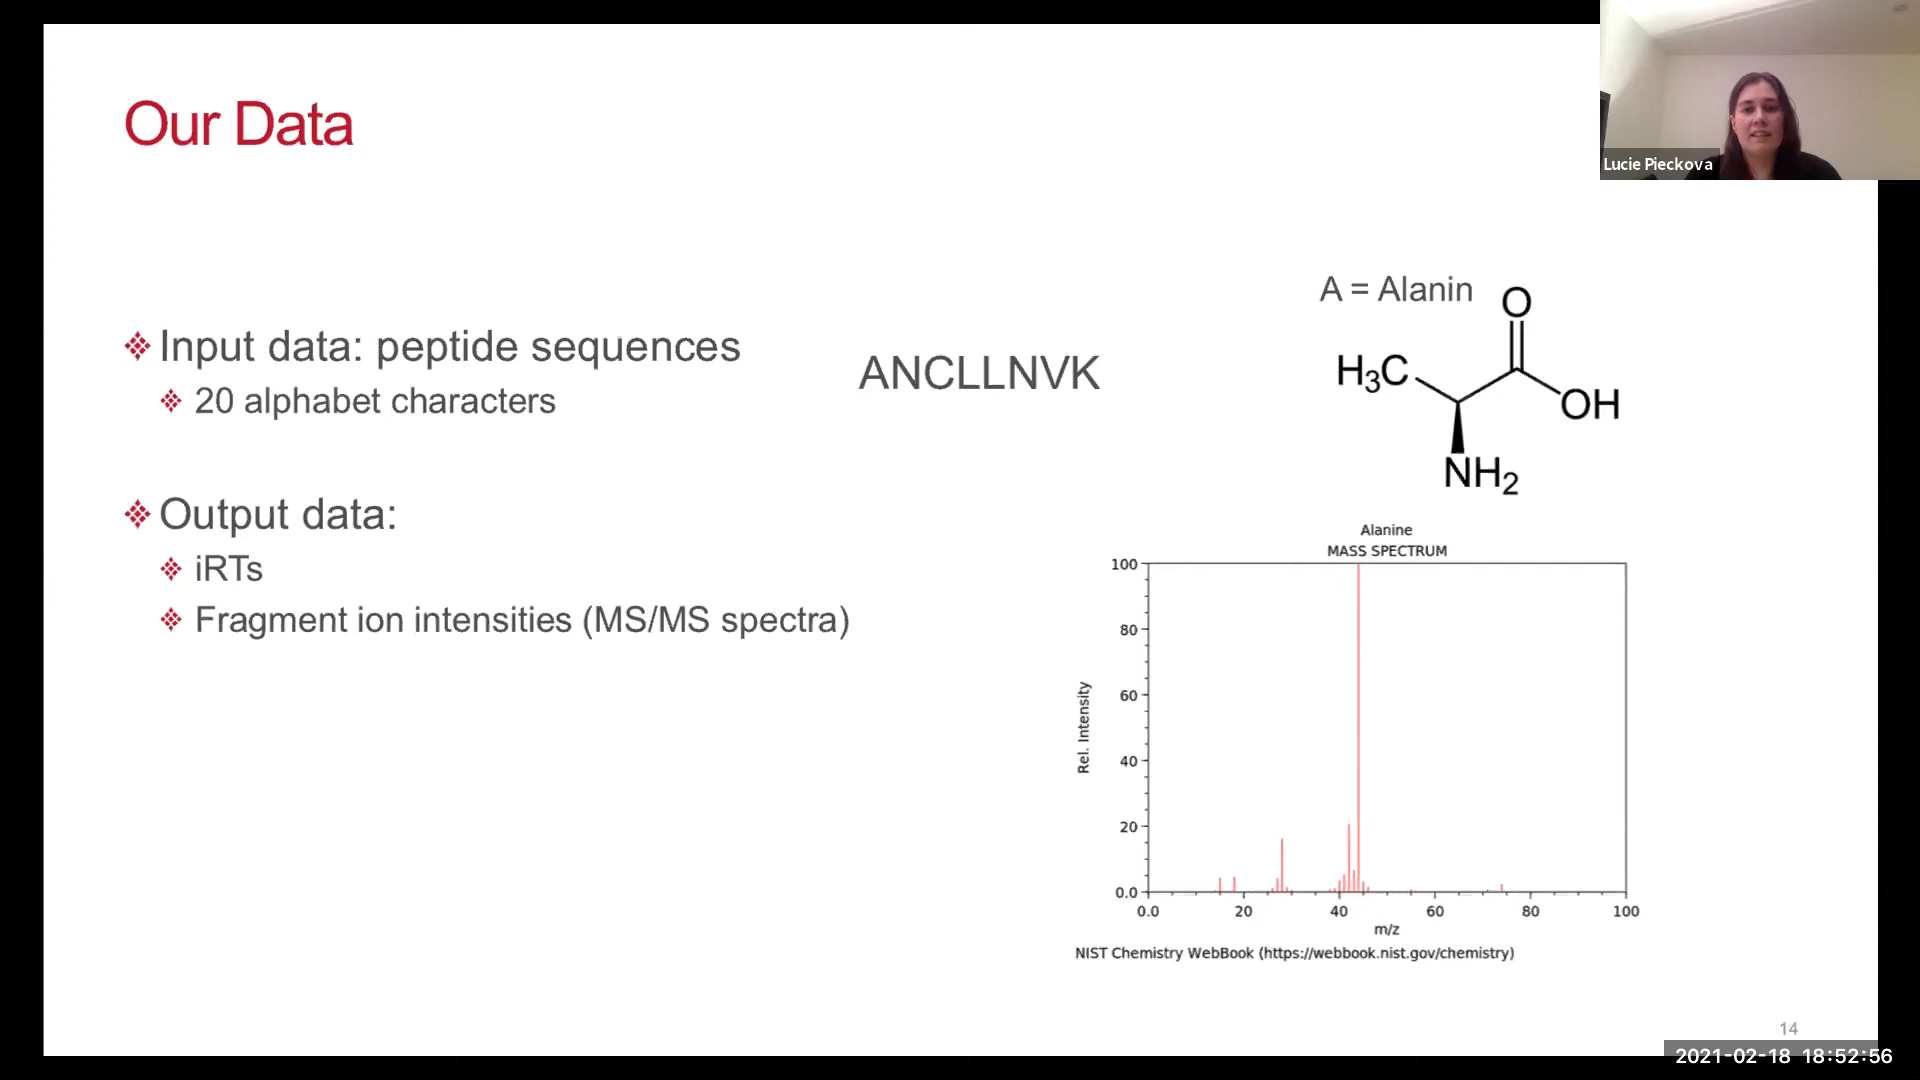 Our Data
Lucie Pieckova
Input data: peptide sequences
20 alphabet characters
ANCLLNVK
A = Alanin
O
H3C
OH
NH2
Output data:
iRTs
Fragment ion intensities (MS/MS spectra)
Alanine
MASS SPECTRUM
100
80
60
40
20
0.0
Rel. Intensity
0.0 20 40 60 80 100
m/z
NIST Chemistry WebBook (https://webbook.nist.gov/chemistry)
14
2021-02-18 18:52:56